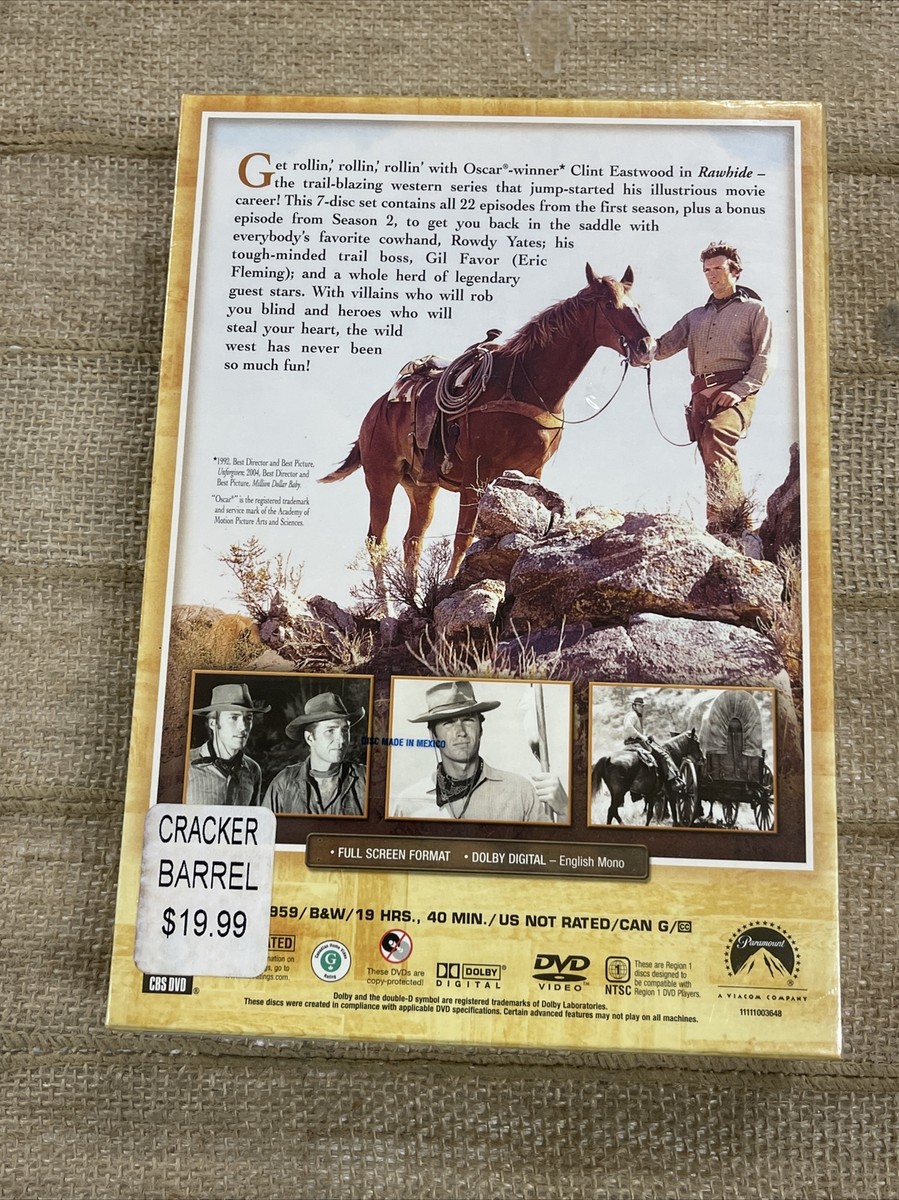 Get rollin', rollin', rollin' with Oscar®-winner* Clint Eastwood in Rawhide –
the trail-blazing western series that jump-started his illustrious movie
career! This 7-disc set contains all 22 episodes from the first season, plus a bonus
episode from Season 2, to get you back in the saddle with
everybody's favorite cowhand, Rowdy Yates; his
tough-minded trail boss, Gil Favor (Eric
Fleming); and a whole herd of legendary
guest stars. With villains who will rob
you blind and heroes who will
steal your heart, the wild
west has never been
so much fun!
*1992, Best Director and Best Picture,
Unforgiven; 2004, Best Director and
Best Picture, Million Dollar Baby.
"Oscar®" is the registered trademark
and service mark of the Academy of
Motion Picture Arts and Sciences.
DISC MADE IN MEXICO
CRACKER
BARREL
$19.99
• FULL SCREEN FORMAT • DOLBY DIGITAL – English Mono
959/B&W/19 HRS., 40 MIN./US NOT RATED/CAN G/CC
These DVDs are
copy-protected!
DOLBY®
DIGITAL
DVD
VIDEO™
1
NTSC
These are Region 1
discs designed to
be compatible with
Region 1 DVD Players.
Paramount
®
A VIACOM COMPANY
CBS DVD®
Dolby and the double-D symbol are registered trademarks of Dolby Laboratories.
These discs were created in compliance with applicable DVD specifications. Certain advanced features may not play on all machines.
11111003648